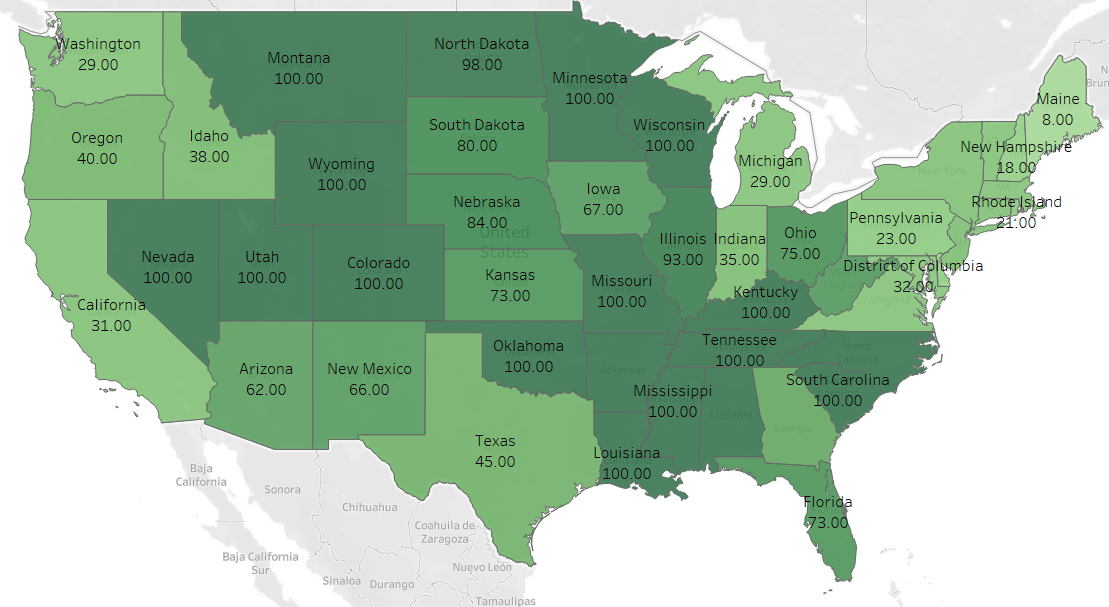 Washington
29.00
Montana
100.00
North Dakota
98.00
Minnesota
100.00
Maine
8.00
Oregon
40.00
Idaho
38.00
South Dakota
80.00
Wisconsin
100.00
New Hampshire
18.00
Wyoming
100.00
Michigan
29.00
New York
Iowa
67.00
Nebraska
84.00
Rhode Island
21.00
Pennsylvania
23.00
United
States
Nevada
100.00
Utah
100.00
Colorado
100.00
Illinois
93.00
Indiana
35.00
Ohio
75.00
District of Columbia
32.00
Kansas
73.00
Missouri
100.00
Virginia
Virginia
California
31.00
Kentucky
100.00
Oklahoma
100.00
Tennessee
100.00
North
Carolina
Arizona
62.00
New Mexico
66.00
Arkansas
Mississippi
100.00
South Carolina
100.00
Alabama
Georgia
Texas
45.00
Louisiana
100.00
Florida
73.00
Baja
California
Sonora
Chihuahua
Coahuila de
Zaragoza
Baja California
Sur
Sinaloa
Durango
Nuevo León
Tamaulipas